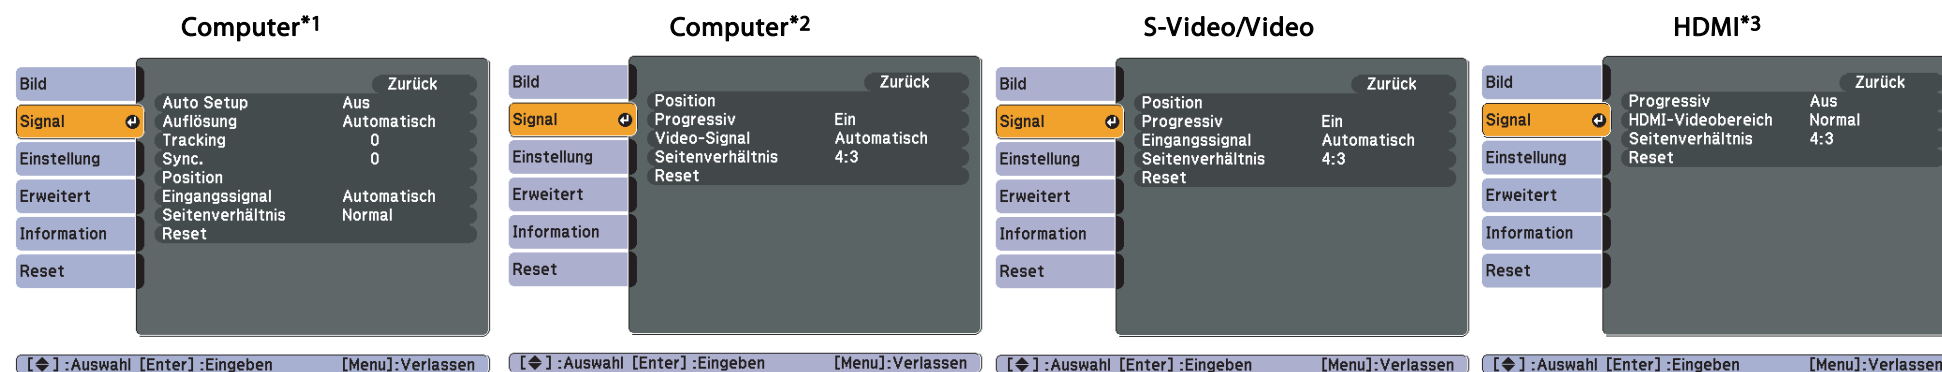 Computer*1
Bild
Signal
Einstellung
Erweitert
Information
Reset
Zurück
Auto Setup Aus
Auflösung Automatisch
Tracking 0
Sync. 0
Position
Eingangssignal Automatisch
Seitenverhältnis Normal
Reset
[ ] :Auswahl [Enter] :Eingeben [Menu]:Verlassen
Computer*2
Bild
Signal
Einstellung
Erweitert
Information
Reset
Zurück
Position
Progressiv Ein
Video-Signal Automatisch
Seitenverhältnis 4:3
Reset
[ ] :Auswahl [Enter] :Eingeben [Menu]:Verlassen
S-Video/Video
Bild
Signal
Einstellung
Erweitert
Information
Reset
Zurück
Position
Progressiv Ein
Eingangssignal Automatisch
Seitenverhältnis 4:3
Reset
[ ] :Auswahl [Enter] :Eingeben [Menu]:Verlassen
HDMI*3
Bild
Signal
Einstellung
Erweitert
Information
Reset
Zurück
Progressiv Aus
HDMI-Videobereich Normal
Seitenverhältnis 4:3
Reset
[ ] :Auswahl [Enter] :Eingeben [Menu]:Verlassen